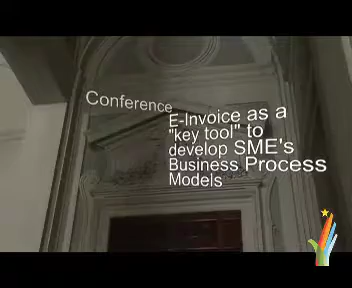 Conference
E-Invoice as a
"key tool" to
develop SME's
Business Process
Models